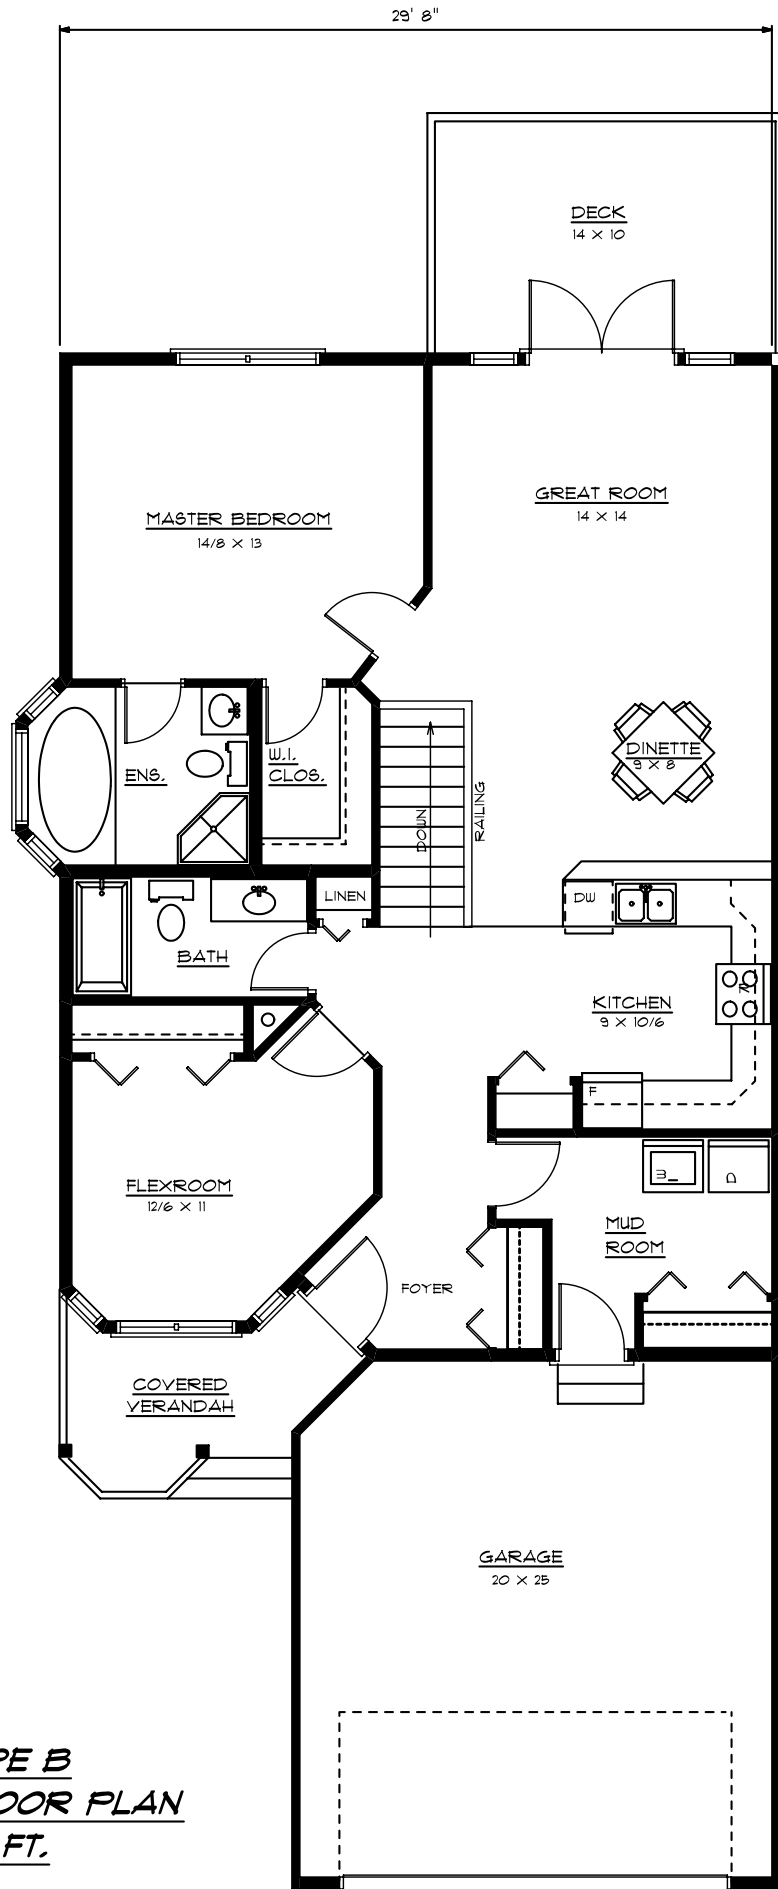 29' 8"
DECK
14 X 10
GREAT ROOM
14 X 14
MASTER BEDROOM
14/8 X 13
DINETTE
9 X 8
ENS.
W.I.
CLOS.
DOWN
RAILING
LINEN
DW
BATH
KITCHEN
9 X 10/6
R
F
FLEXROOM
12/6 X 11
W
D
MUD
ROOM
FOYER
COVERED
VERANDAH
GARAGE
20 X 25
PE B
OOR PLAN
FT.